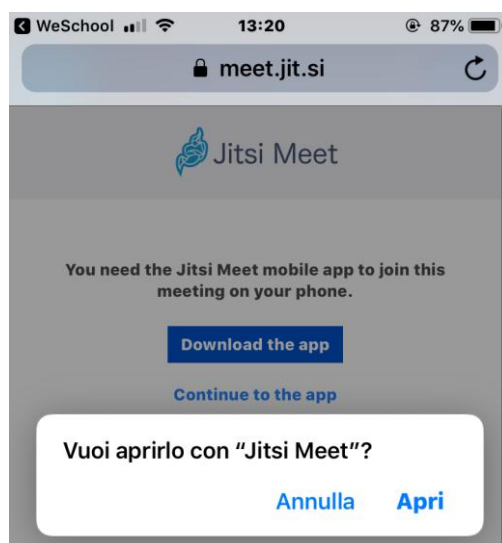 WeSchool 13:20 87%
meet.jit.si
Jitsi Meet
You need the Jitsi Meet mobile app to join this
meeting on your phone.
Download the app
Continue to the app
Vuoi aprirlo con “Jitsi Meet”?
Annulla Apri